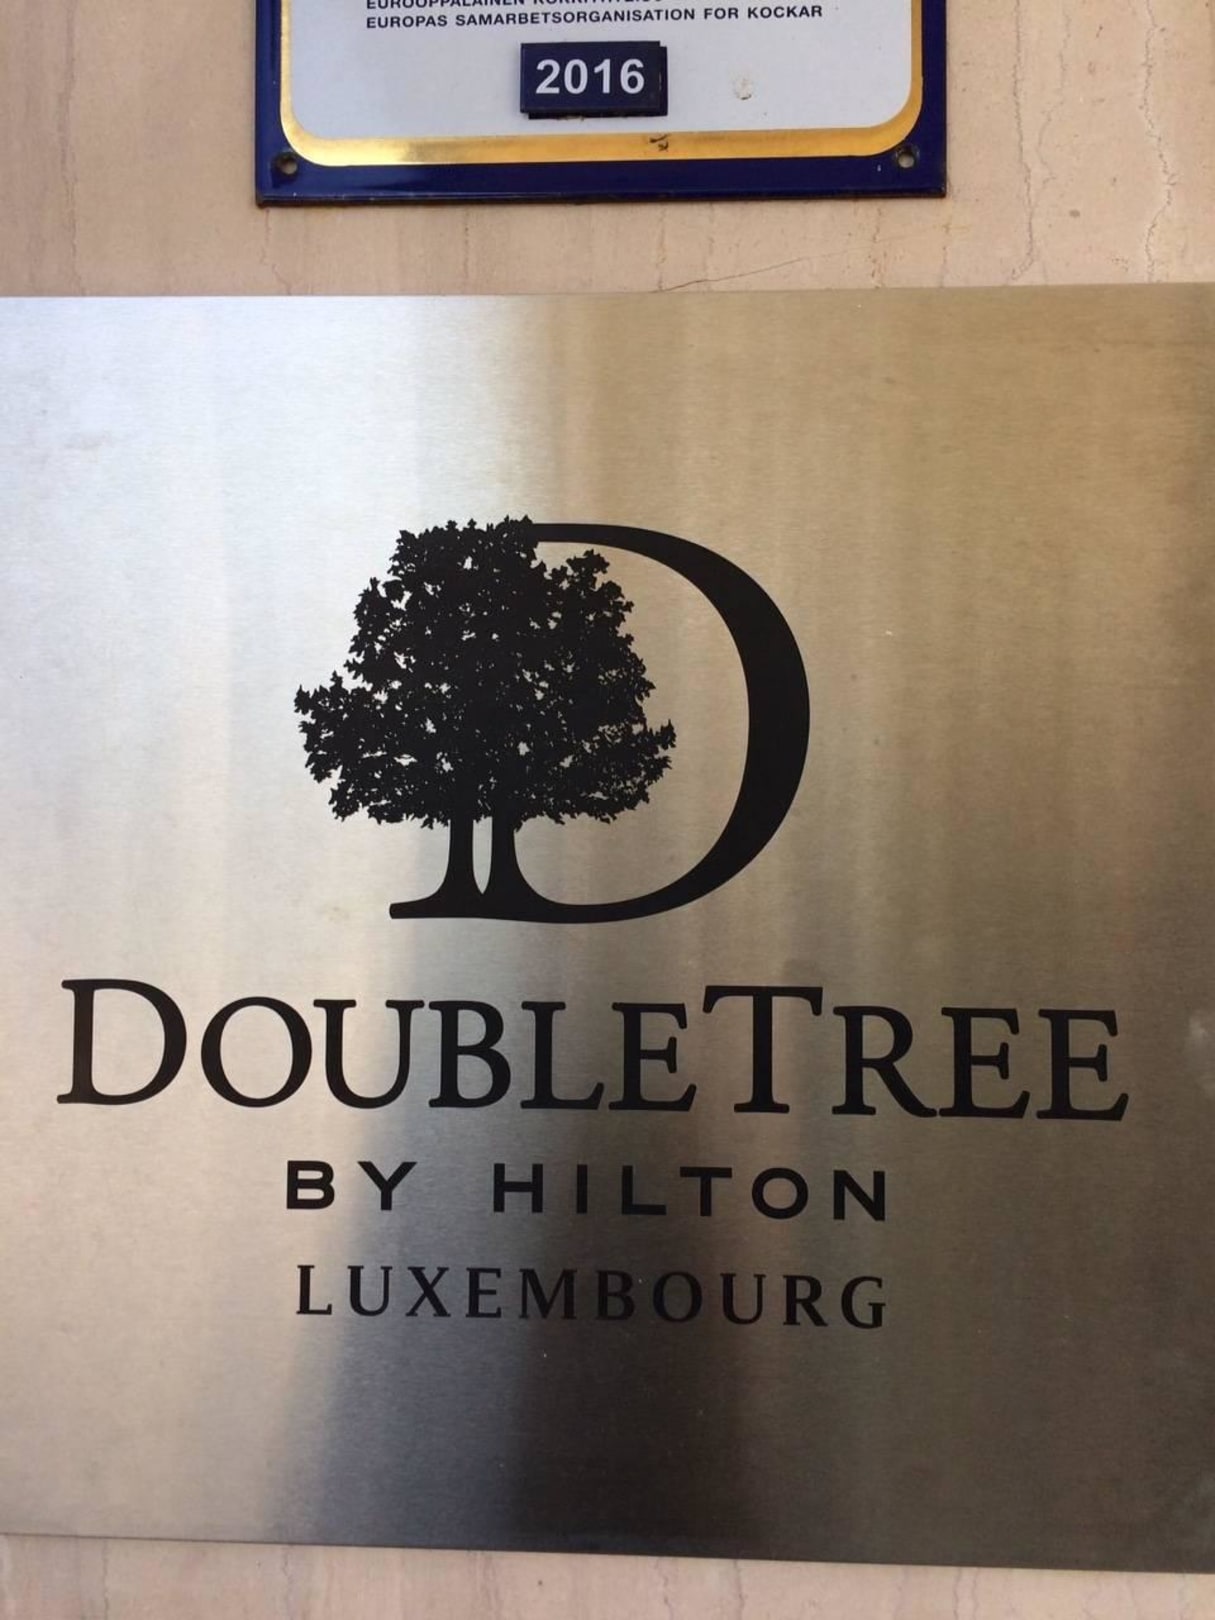 EUROPAS SAMARBETSORGANISATION FOR KOCKAR
2016
DOUBLETREE
BY HILTON
LUXEMBOURG